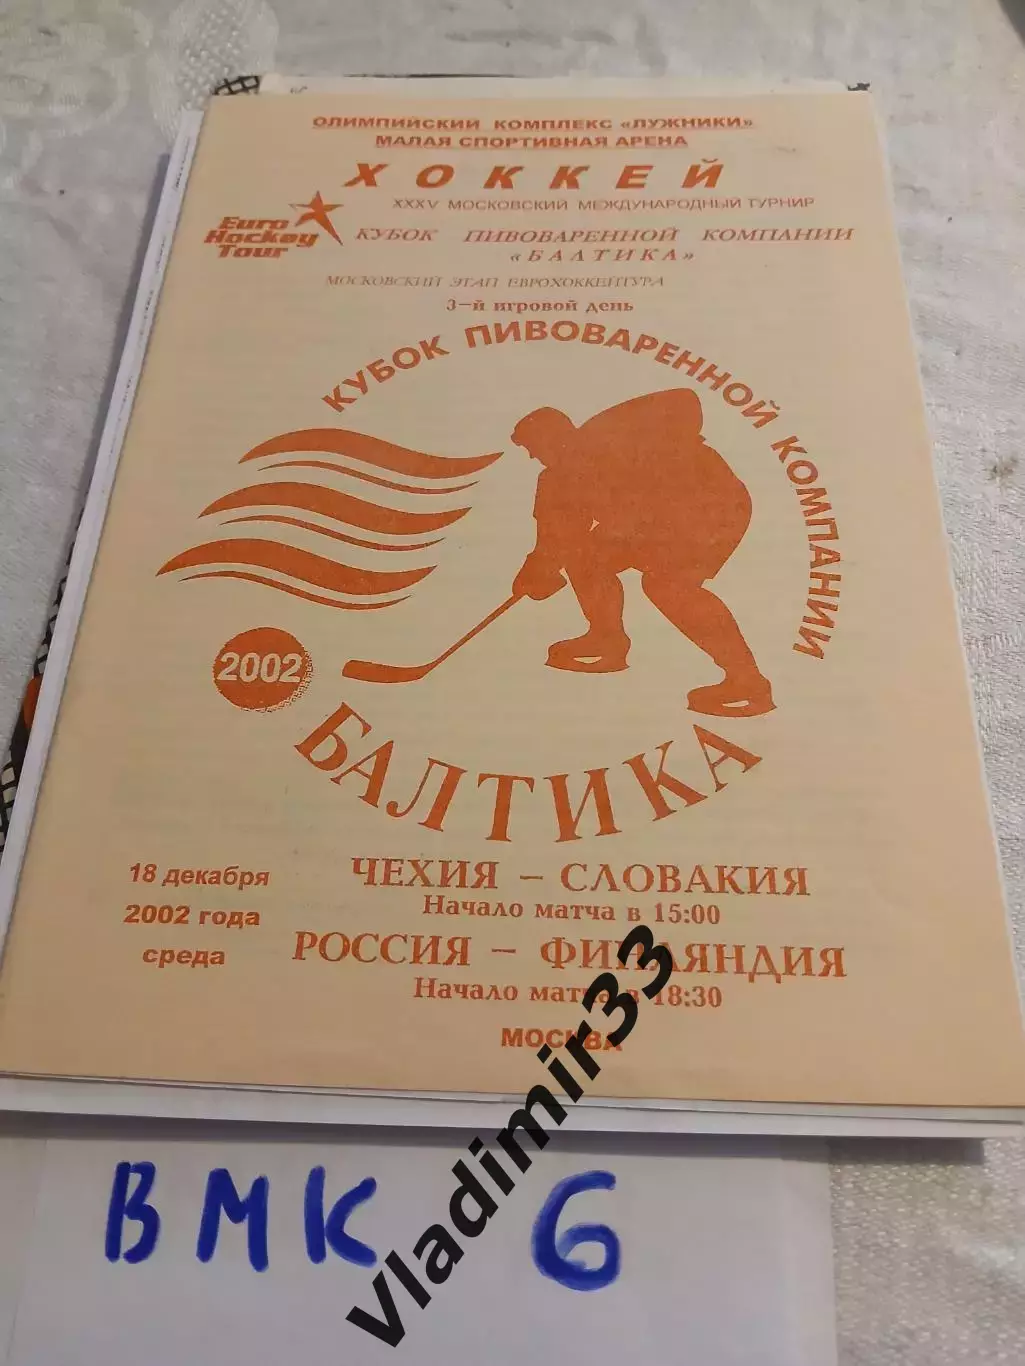 ОЛИМПИЙСКИЙ КОМПЛЕКС «ЛУЖНИКИ»
МАЛАЯ СПОРТИВНАЯ АРЕНА
ХОККЕЙ
XXXV МОСКОВСКИЙ МЕЖДУНАРОДНЫЙ ТУРНИР
Euro
Hockey
Tour
КУБОК ПИВОВАРЕННОЙ КОМПАНИИ
«БАЛТИКА»
МОСКОВСКИЙ ЭТАП ЕВРОХОККЕЙТУРА
3-й игровой день
КУБОК ПИВОВАРЕННОЙ КОМПАНИИ
2002
БАЛТИКА
18 декабря
2002 года
среда
ЧЕХИЯ – СЛОВАКИЯ
Начало матча в 15:00
РОССИЯ – ФИНЛЯНДИЯ
Начало матча в 18:30
МОСКВА
Vladimir33
ВМК 6